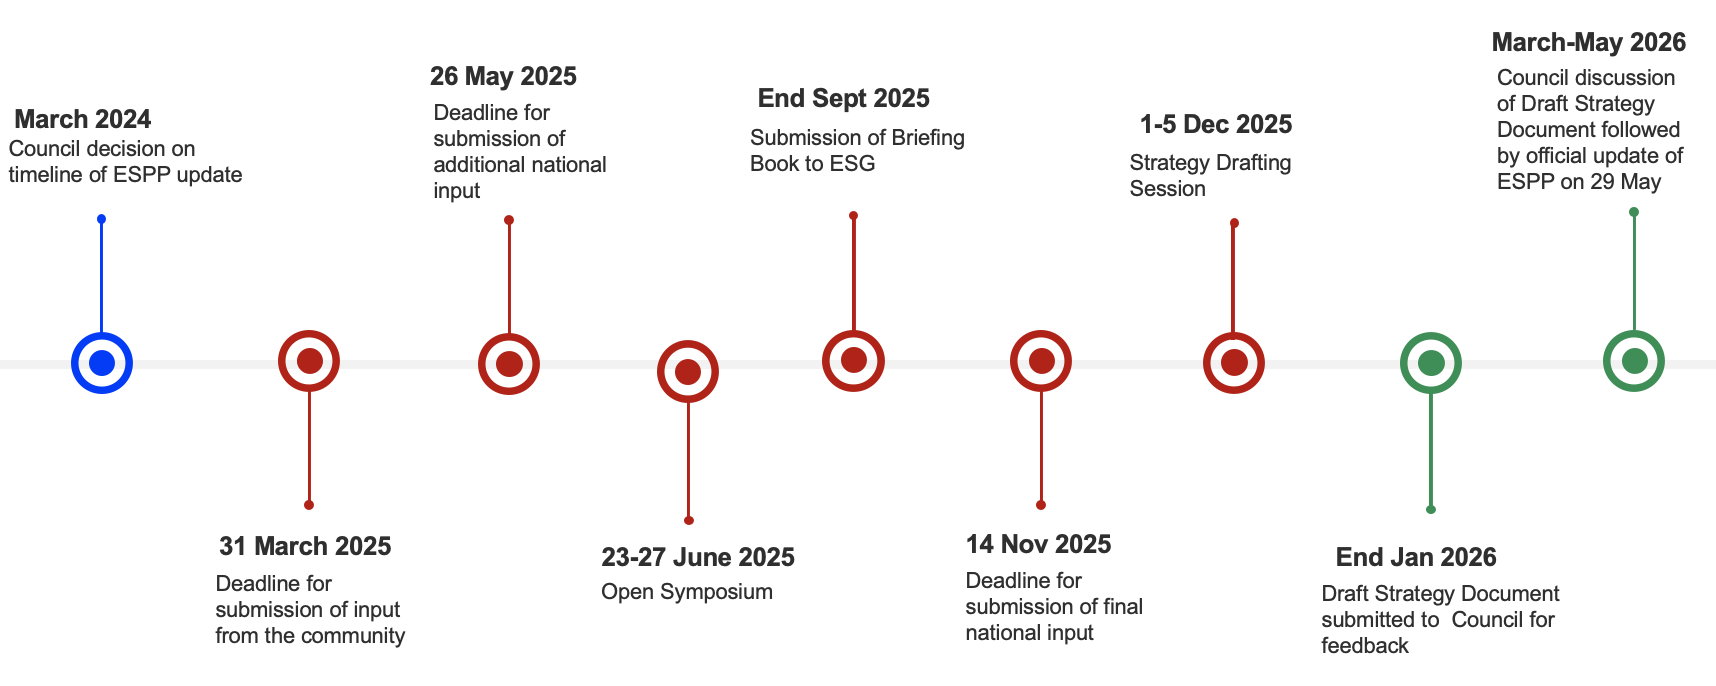 March 2024
Council decision on
timeline of ESPP update
31 March 2025
Deadline for
submission of input
from the community
26 May 2025
Deadline for
submission of
additional national
input
23-27 June 2025
Open Symposium
End Sept 2025
Submission of Briefing
Book to ESG
14 Nov 2025
Deadline for
submission of final
national input
1-5 Dec 2025
Strategy Drafting
Session
End Jan 2026
Draft Strategy Document
submitted to  Council for
feedback
March-May 2026
Council discussion
of Draft Strategy
Document followed
by official update of
ESPP on 29 May